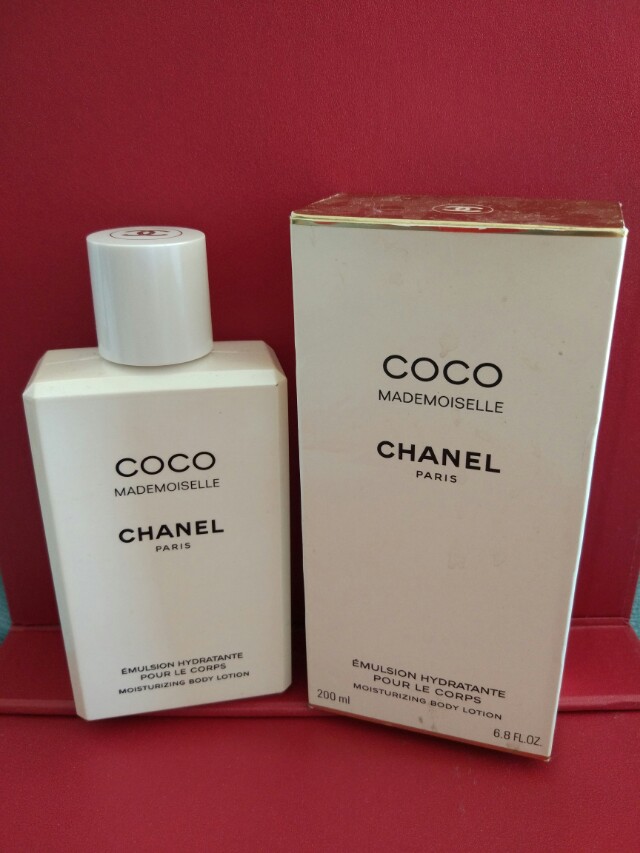 COCO
MADEMOISELLE
CHANEL
PARIS
ÉMULSION HYDRATANTE
POUR LE CORPS
MOISTURIZING BODY LOTION
COCO
MADEMOISELLE
CHANEL
PARIS
ÉMULSION HYDRATANTE
POUR LE CORPS
MOISTURIZING BODY LOTION
200 ml
6.8 FL.OZ.